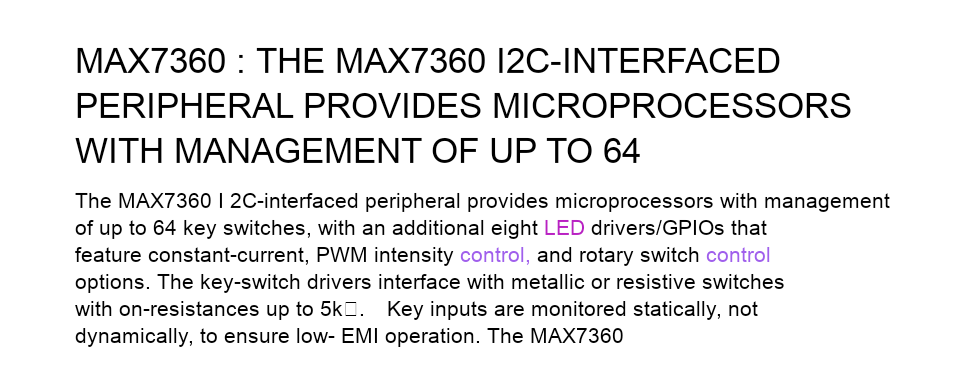 MAX7360 : THE MAX7360 I2C-INTERFACED
PERIPHERAL PROVIDES MICROPROCESSORS
WITH MANAGEMENT OF UP TO 64
The MAX7360 I 2C-interfaced peripheral provides microprocessors with management
of up to 64 key switches, with an additional eight LED drivers/GPIOs that
feature constant-current, PWM intensity control, and rotary switch control
options. The key-switch drivers interface with metallic or resistive switches
with on-resistances up to 5k□. Key inputs are monitored statically, not
dynamically, to ensure low- EMI operation. The MAX7360